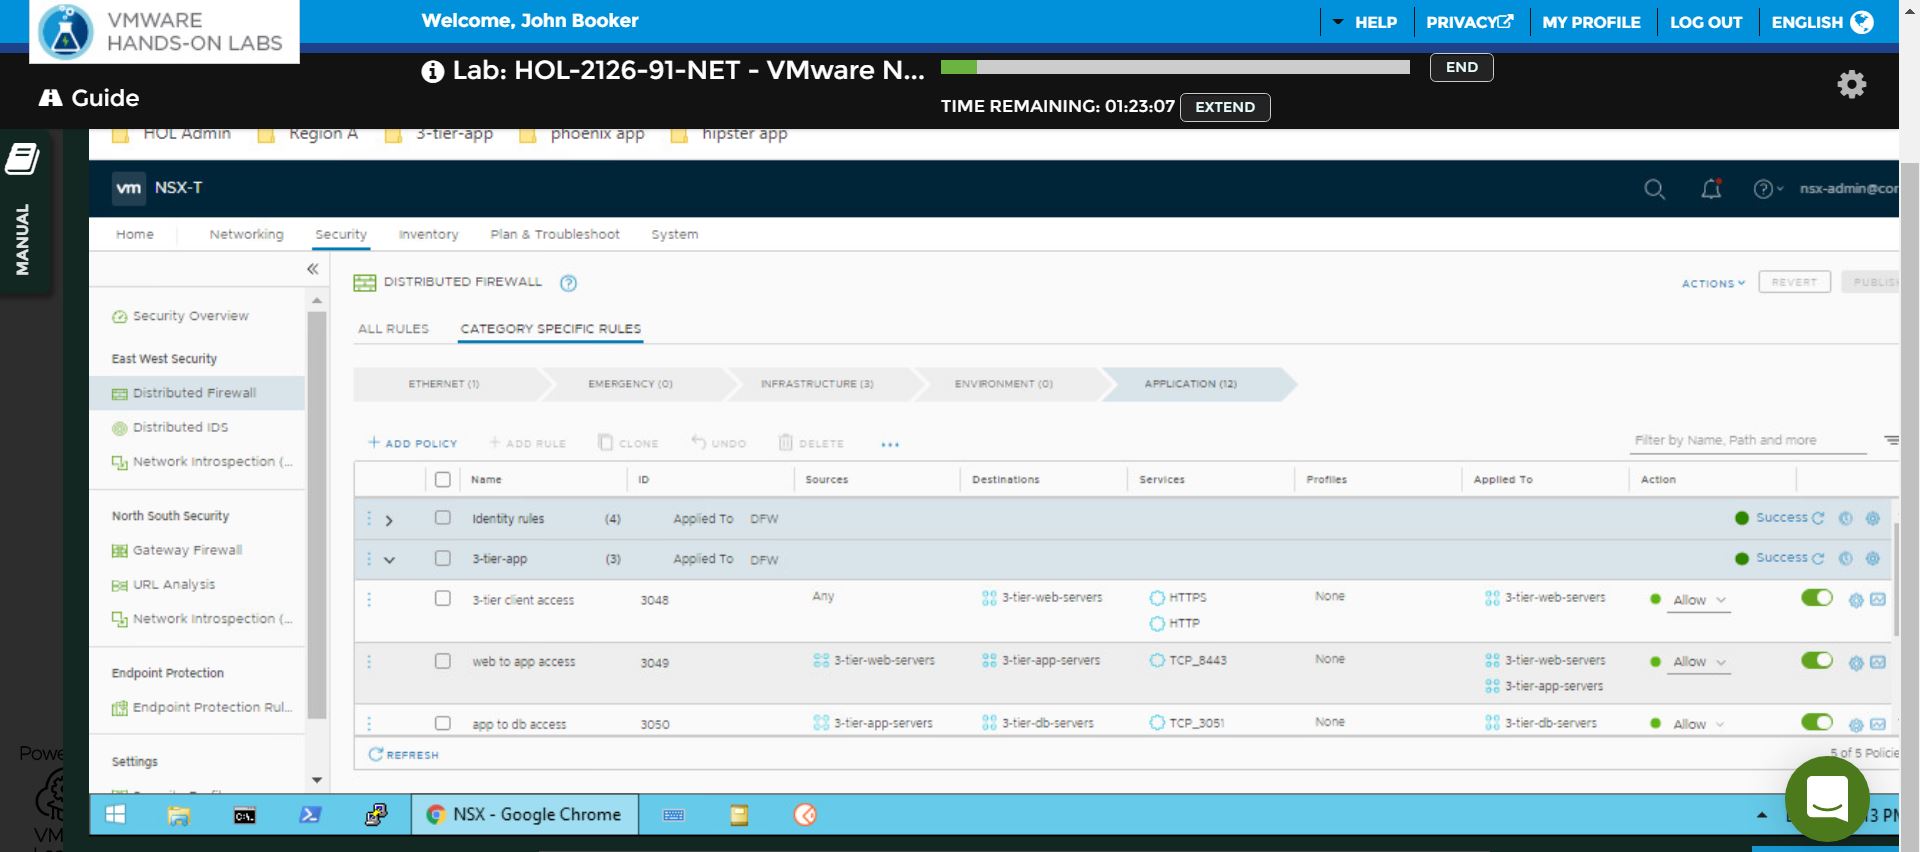 VMWARE
HANDS-ON LABS
Welcome, John Booker
HELP
PRIVACY
MY PROFILE
LOG OUT
ENGLISH
Guide
Lab: HOL-2126-91-NET - VMware N...
END
TIME REMAINING: 01:23:07
EXTEND
MANUAL
HOL Admin
Region A
3-tier-app
phoenix app
hipster app
vm NSX-T
nsx-admin@cor
Home
Networking
Security
Inventory
Plan & Troubleshoot
System
Security Overview
East West Security
Distributed Firewall
Distributed IDS
Network Introspection (...
North South Security
Gateway Firewall
URL Analysis
Network Introspection (...
Endpoint Protection
Endpoint Protection Rul...
Settings
DISTRIBUTED FIREWALL
ACTIONS
REVERT
PUBLIS
ALL RULES
CATEGORY SPECIFIC RULES
ETHERNET (1)
EMERGENCY (0)
INFRASTRUCTURE (3)
ENVIRONMENT (0)
APPLICATION (12)
+ ADD POLICY
+ ADD RULE
CLONE
UNDO
DELETE
...
Filter by Name, Path and more
Name ID Sources Destinations Services Profiles Applied To Action
Identity rules (4) Applied To DFW Success
3-tier-app (3) Applied To DFW Success
3-tier client access 3048 Any 3-tier-web-servers HTTPS None 3-tier-web-servers Allow
HTTP
web to app access 3049 3-tier-web-servers 3-tier-app-servers TCP_8443 None 3-tier-web-servers Allow
3-tier-app-servers
app to db access 3050 3-tier-app-servers 3-tier-db-servers TCP_3051 None 3-tier-db-servers Allow
REFRESH
5 of 5 Policie
Powe
VM
C:\.
NSX - Google Chrome
13 PM